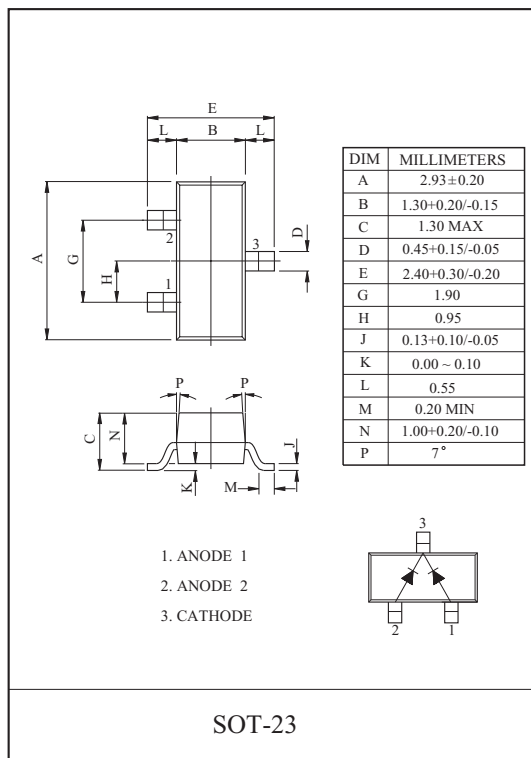 E
L B L
A
G
H
2
1
3
D
DIM MILLIMETERS
A 2.93±0.20
B 1.30+0.20/-0.15
C 1.30 MAX
D 0.45+0.15/-0.05
E 2.40+0.30/-0.20
G 1.90
H 0.95
J 0.13+0.10/-0.05
K 0.00 ~ 0.10
L 0.55
M 0.20 MIN
N 1.00+0.20/-0.10
P 7°
P P
C
N
K
M
J
1. ANODE 1
2. ANODE 2
3. CATHODE
3
2 1
SOT-23